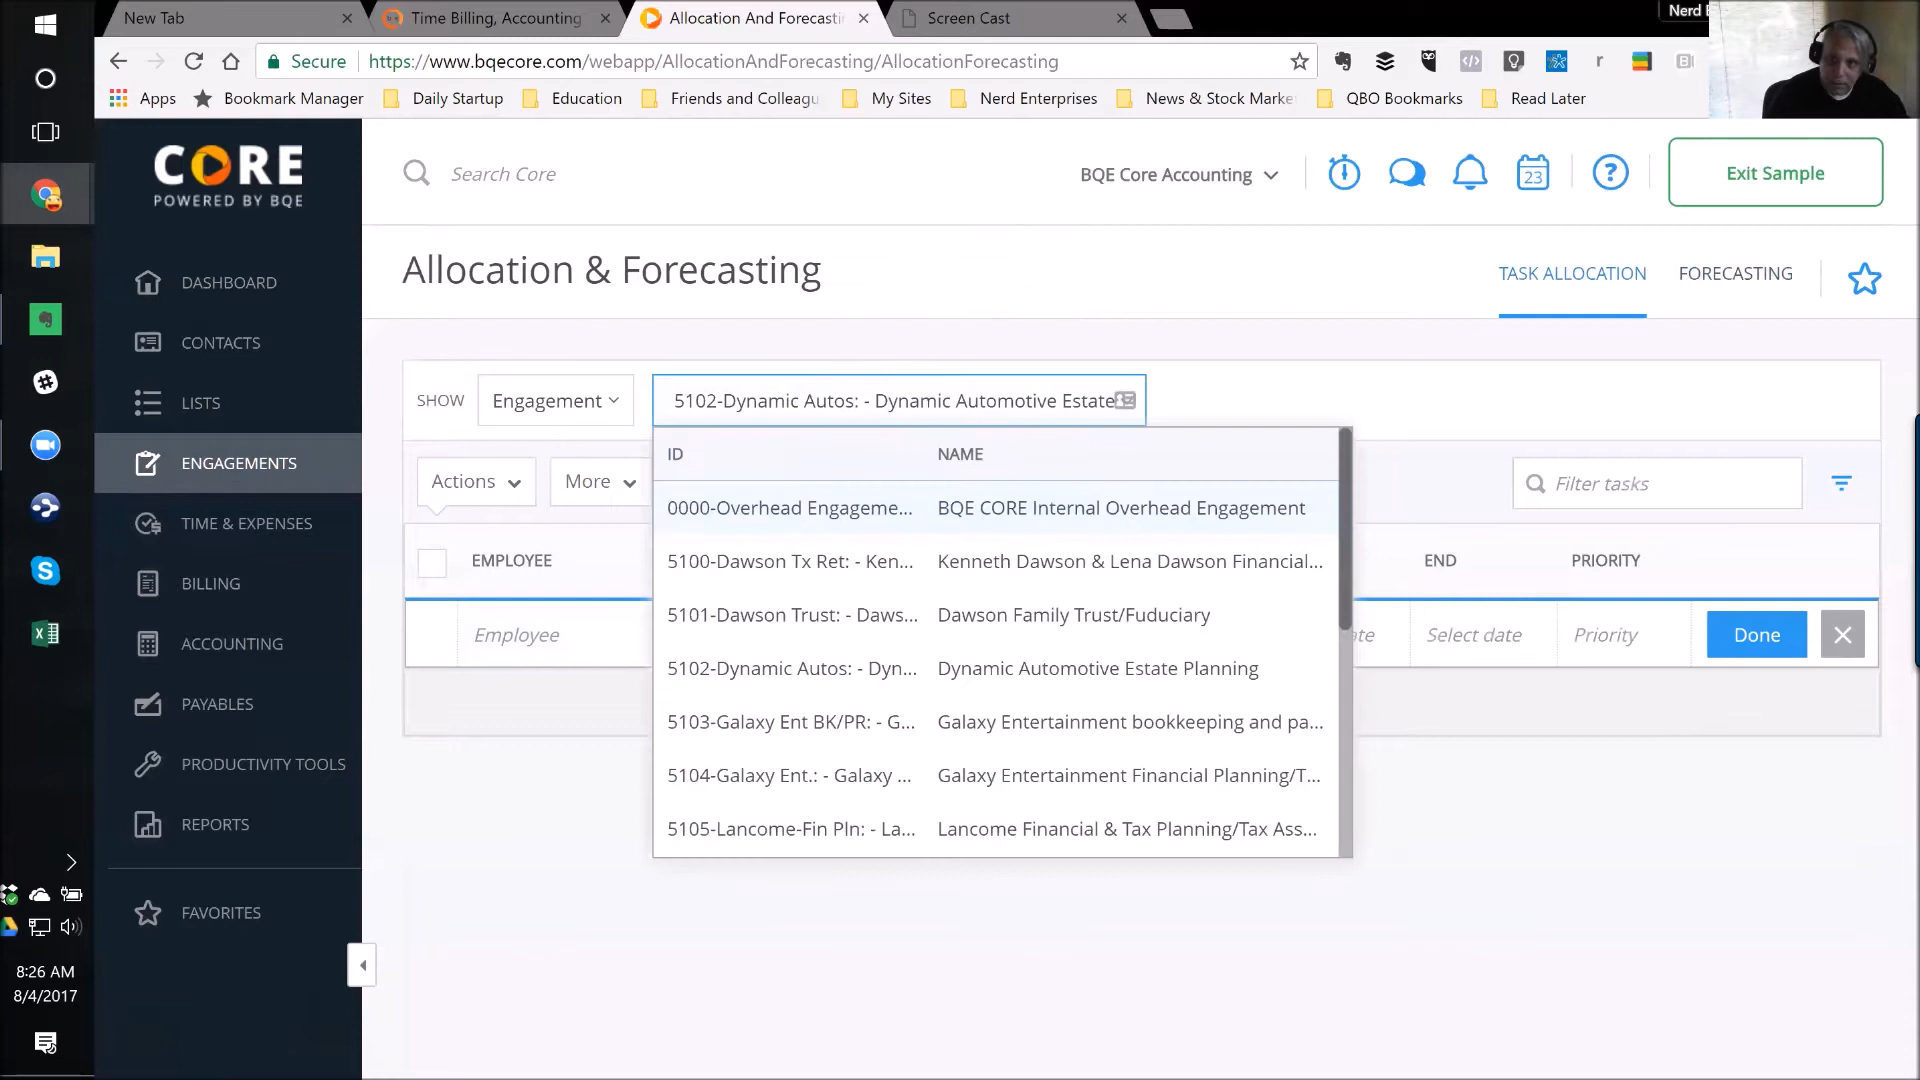 New Tab
Time Billing, Accounting
Allocation And Forecasti
Screen Cast
Nerd
Secure https://www.bqecore.com/webapp/AllocationAndForecasting/AllocationForecasting
Apps
Bookmark Manager
Daily Startup
Education
Friends and Colleagu
My Sites
Nerd Enterprises
News & Stock Marke
QBO Bookmarks
Read Later
CORE
POWERED BY BQE
Search Core
BQE Core Accounting
23
Exit Sample
Allocation & Forecasting
TASK ALLOCATION
FORECASTING
DASHBOARD
CONTACTS
LISTS
ENGAGEMENTS
TIME & EXPENSES
BILLING
ACCOUNTING
PAYABLES
PRODUCTIVITY TOOLS
REPORTS
FAVORITES
SHOW
Engagement
5102-Dynamic Autos: - Dynamic Automotive Estate
Actions
More
Filter tasks
ID NAME
0000-Overhead Engageme... BQE CORE Internal Overhead Engagement
5100-Dawson Tx Ret: - Ken... Kenneth Dawson & Lena Dawson Financial...
5101-Dawson Trust: - Daws... Dawson Family Trust/Fuduciary
5102-Dynamic Autos: - Dyn... Dynamic Automotive Estate Planning
5103-Galaxy Ent BK/PR: - G... Galaxy Entertainment bookkeeping and pa...
5104-Galaxy Ent.: - Galaxy ... Galaxy Entertainment Financial Planning/T...
5105-Lancome-Fin Pln: - La... Lancome Financial & Tax Planning/Tax Ass...
EMPLOYEE
END
PRIORITY
Employee
Select date
Priority
Done
8:26 AM
8/4/2017